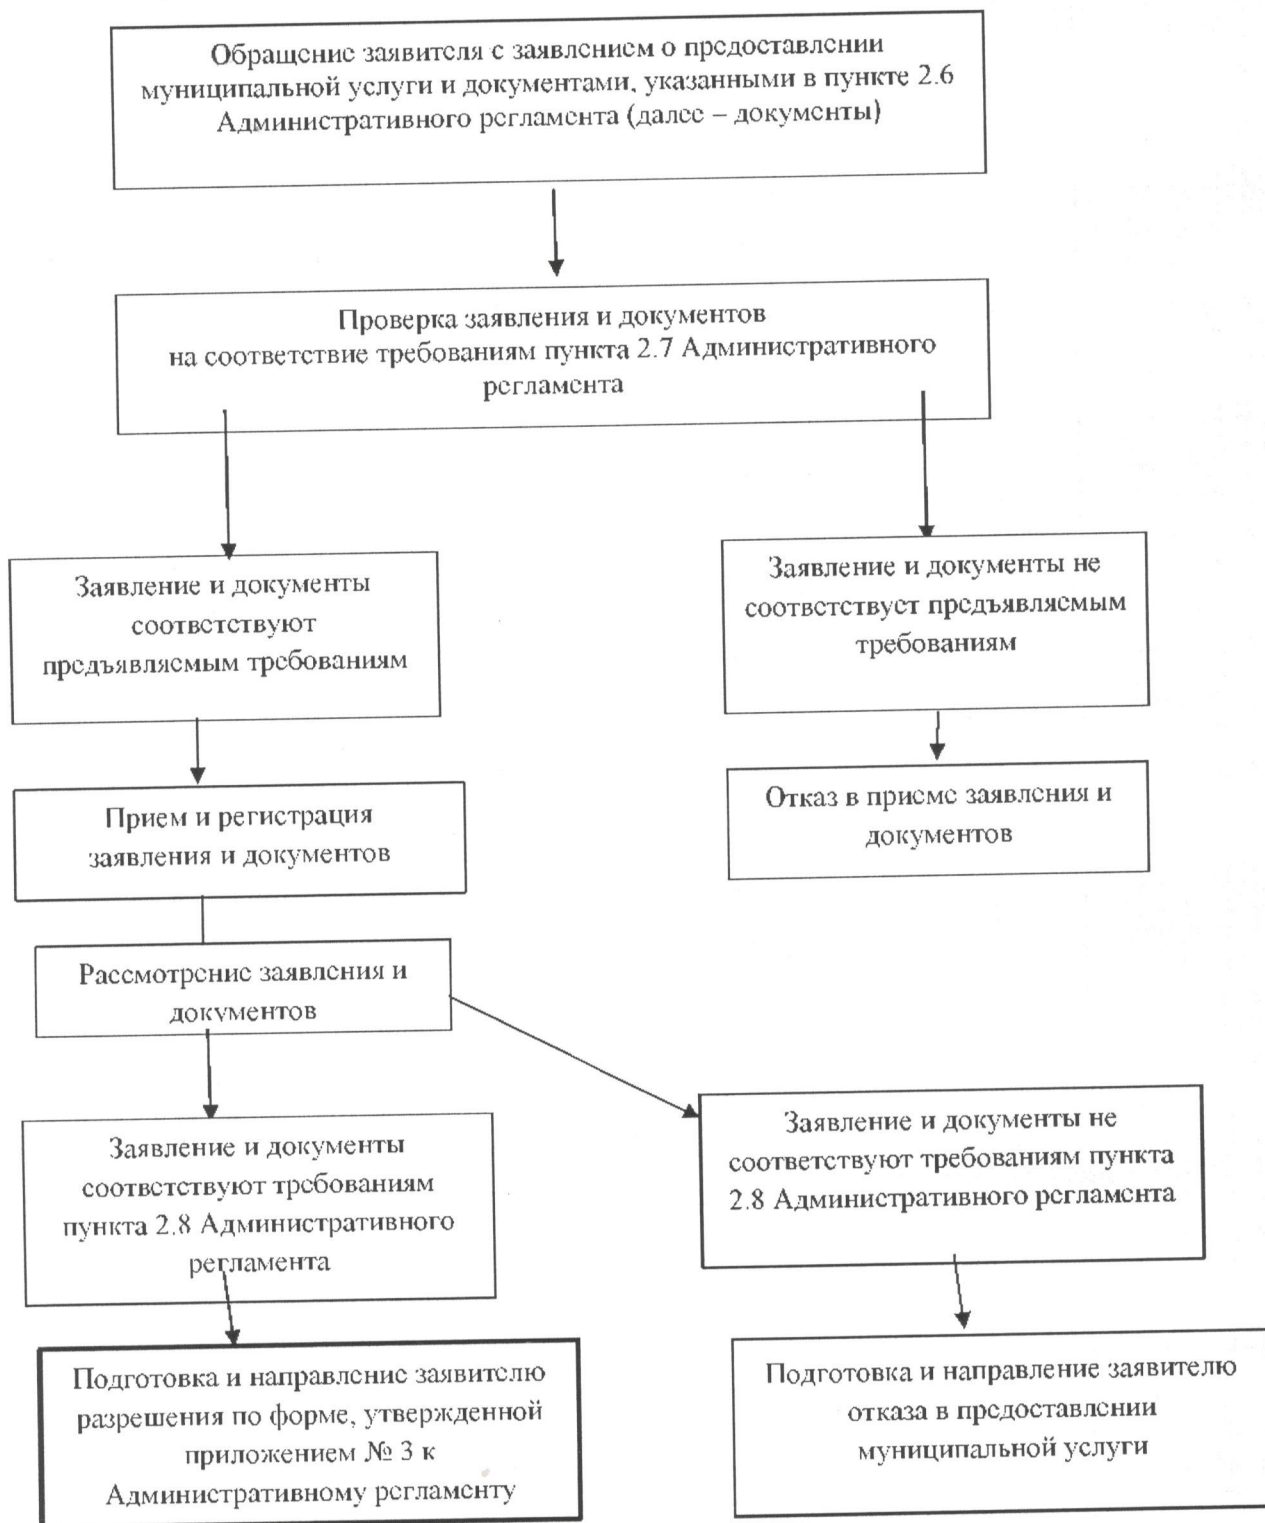 Обращение заявителя с заявлением о предоставлении
муниципальной услуги и документами, указанными в пункте 2.6
Административного регламента (далее – документы)
Проверка заявления и документов
на соответствие требованиям пункта 2.7 Административного
регламента
Заявление и документы
соответствуют
предъявляемым требованиям
Заявление и документы не
соответствует предъявляемым
требованиям
Прием и регистрация
заявления и документов
Отказ в приеме заявления и
документов
Рассмотрение заявления и
документов
Заявление и документы
соответствуют требованиям
пункта 2.8 Административного
регламента
Заявление и документы не
соответствуют требованиям пункта
2.8 Административного регламента
Подготовка и направление заявителю
разрешения по форме, утвержденной
приложением № 3 к
Административному регламенту
Подготовка и направление заявителю
отказа в предоставлении
муниципальной услуги